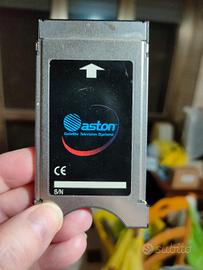 aston
Satellite Television Systems
CE
S/N
subito